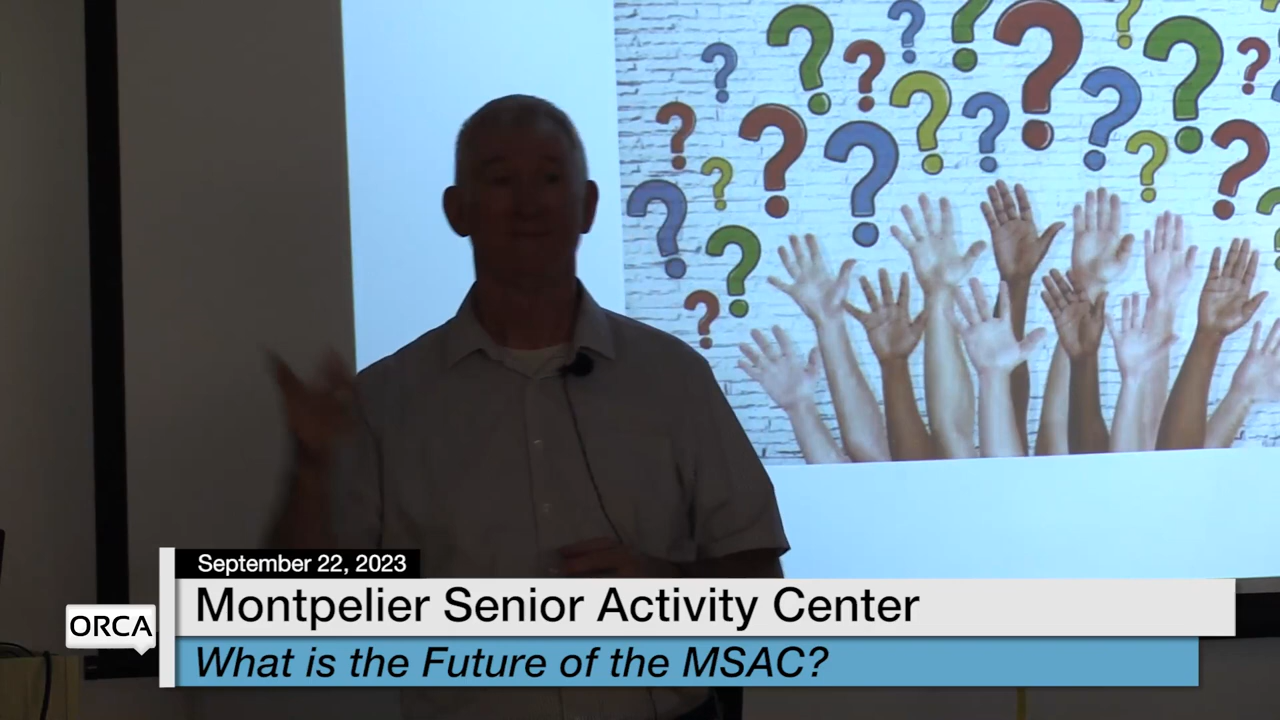 September 22, 2023
Montpelier Senior Activity Center
ORCA
What is the Future of the MSAC?